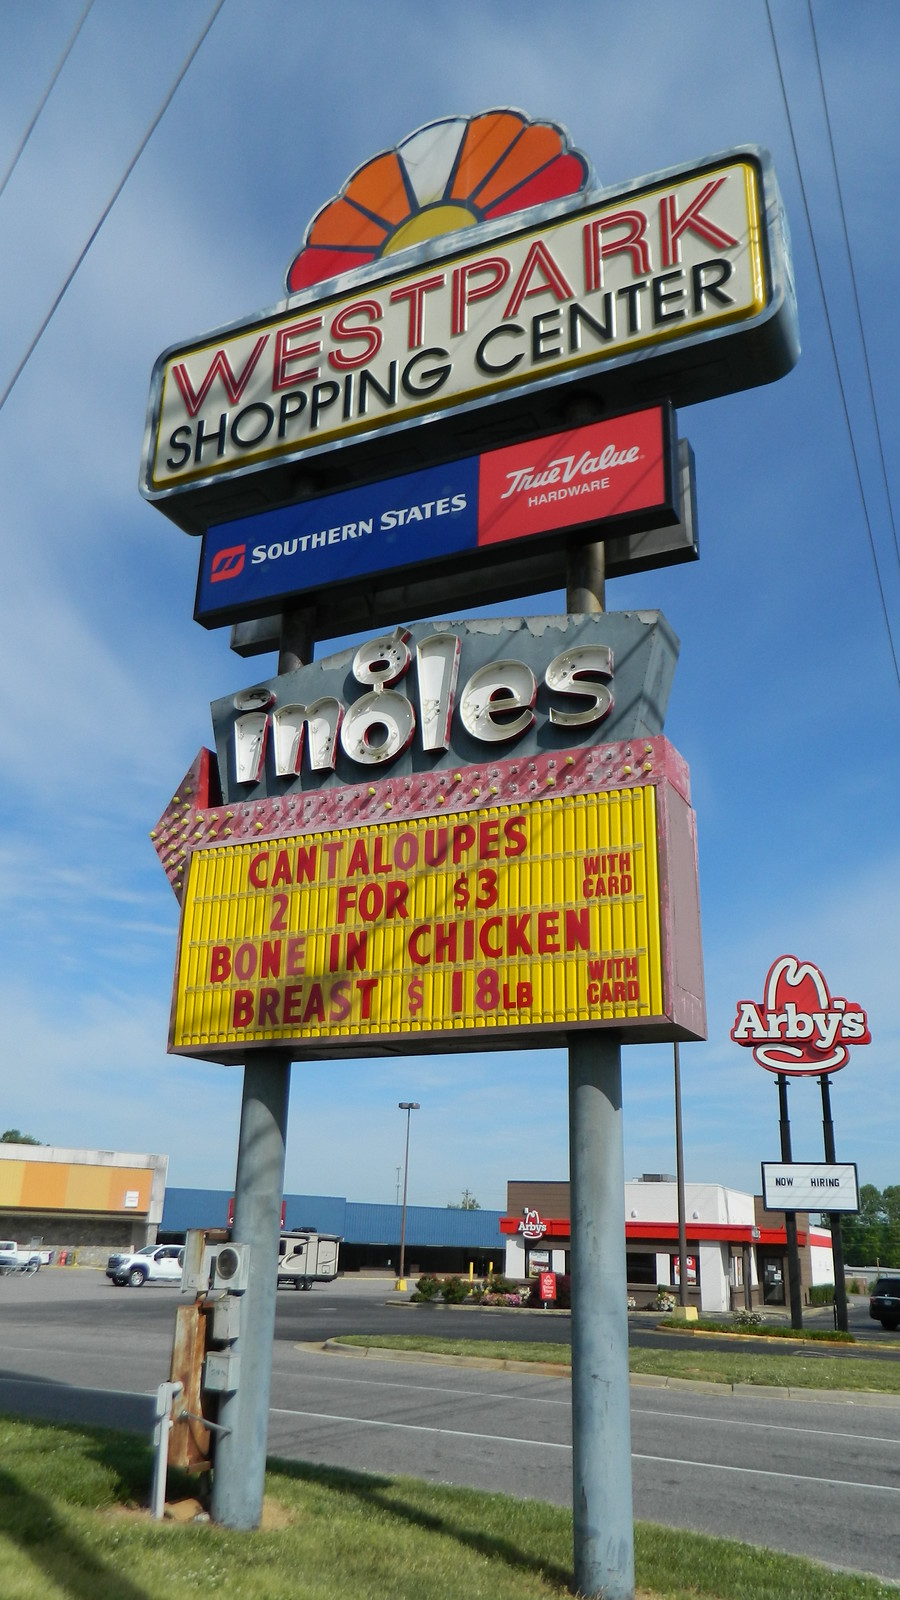 WESTPARK
SHOPPING CENTER
SOUTHERN STATES
True Value®
HARDWARE
ingles
CANTALOUPES
2 FOR $3
WITH
CARD
BONE IN CHICKEN
BREAST $ 18LB
WITH
CARD
Arby's
NOW HIRING
Arby's